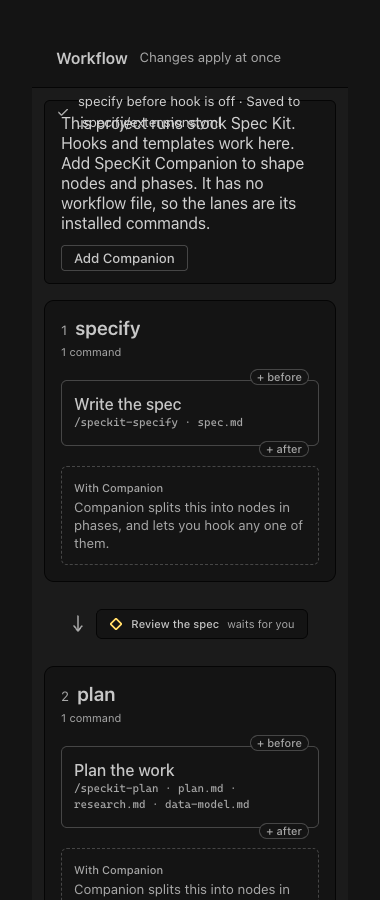 Workflow Changes apply at once
specify before hook is off · Saved to
This project runs stock Spec Kit.
Hooks and templates work here.
Add SpecKit Companion to shape
nodes and phases. It has no
workflow file, so the lanes are its
installed commands.
Add Companion
1 specify
1 command
+ before
Write the spec
/speckit-specify · spec.md
+ after
With Companion
Companion splits this into nodes in
phases, and lets you hook any one of
them.
Review the spec waits for you
2 plan
1 command
+ before
Plan the work
/speckit-plan · plan.md ·
research.md · data-model.md
+ after
With Companion
Companion splits this into nodes in